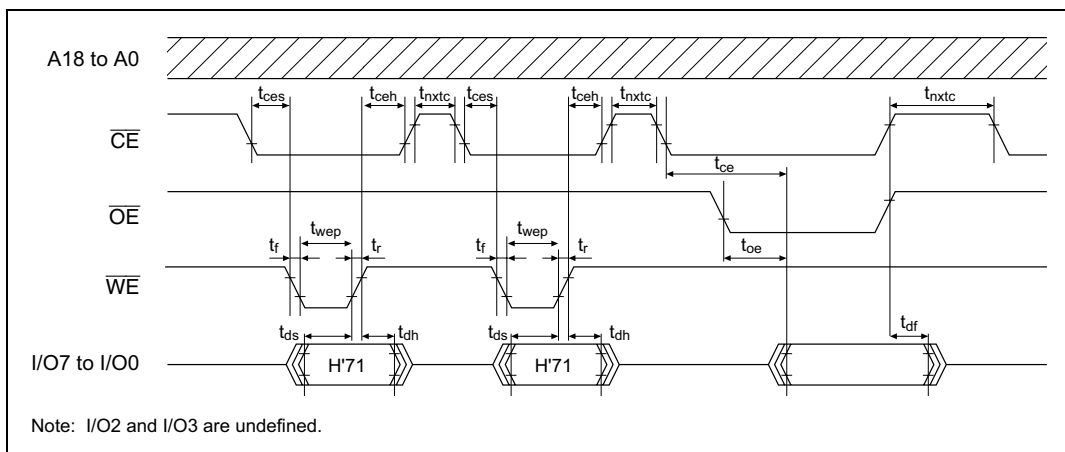 A18 to A0
tces tceh tnxtc tces tceh tnxtc tnxtc
CE
tce
OE
twep twep toe
tf tr tf tr
WE
tds tdh tds tdh tdf
I/O7 to I/O0 H'71 H'71
Note: I/O2 and I/O3 are undefined.